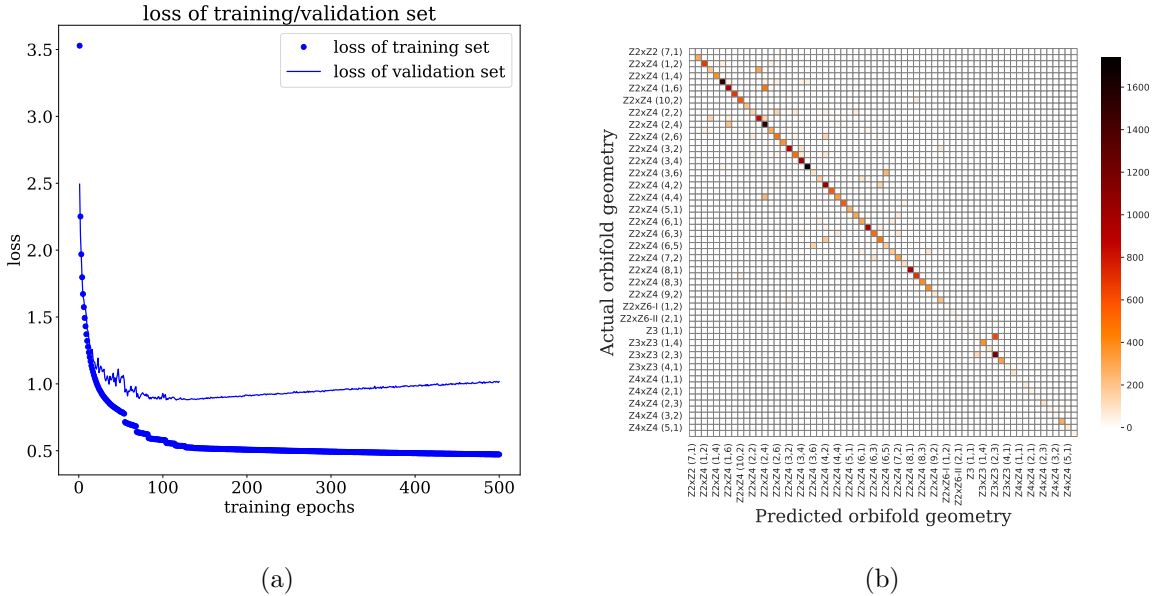 loss of training/validation set
loss of training set
loss of validation set
3.5
3.0
2.5
2.0
1.5
1.0
0.5
loss
0
100
200
300
400
500
training epochs
(a)
Z2xZ2 (7,1)
Z2xZ4 (1,2)
Z2xZ4 (1,4)
Z2xZ4 (1,6)
Z2xZ4 (10,2)
Z2xZ4 (2,2)
Z2xZ4 (2,4)
Z2xZ4 (2,6)
Z2xZ4 (3,2)
Z2xZ4 (3,4)
Z2xZ4 (3,6)
Z2xZ4 (4,2)
Z2xZ4 (4,4)
Z2xZ4 (5,1)
Z2xZ4 (6,1)
Z2xZ4 (6,3)
Z2xZ4 (6,5)
Z2xZ4 (7,2)
Z2xZ4 (8,1)
Z2xZ4 (8,3)
Z2xZ4 (9,2)
Z2xZ6-I (1,2)
Z2xZ6-II (2,1)
Z3 (1,1)
Z3xZ3 (1,4)
Z3xZ3 (2,3)
Z3xZ3 (4,1)
Z4xZ4 (1,1)
Z4xZ4 (2,1)
Z4xZ4 (2,3)
Z4xZ4 (3,2)
Z4xZ4 (5,1)
Actual orbifold geometry
Z2xZ2 (7,1)
Z2xZ4 (1,2)
Z2xZ4 (1,4)
Z2xZ4 (1,6)
Z2xZ4 (10,2)
Z2xZ4 (2,2)
Z2xZ4 (2,4)
Z2xZ4 (2,6)
Z2xZ4 (3,2)
Z2xZ4 (3,4)
Z2xZ4 (3,6)
Z2xZ4 (4,2)
Z2xZ4 (4,4)
Z2xZ4 (5,1)
Z2xZ4 (6,1)
Z2xZ4 (6,3)
Z2xZ4 (6,5)
Z2xZ4 (7,2)
Z2xZ4 (8,1)
Z2xZ4 (8,3)
Z2xZ4 (9,2)
Z2xZ6-I (1,2)
Z2xZ6-II (2,1)
Z3 (1,1)
Z3xZ3 (1,4)
Z3xZ3 (2,3)
Z3xZ3 (4,1)
Z4xZ4 (1,1)
Z4xZ4 (2,1)
Z4xZ4 (2,3)
Z4xZ4 (3,2)
Z4xZ4 (5,1)
Predicted orbifold geometry
1600
1400
1200
1000
800
600
400
200
0
(b)